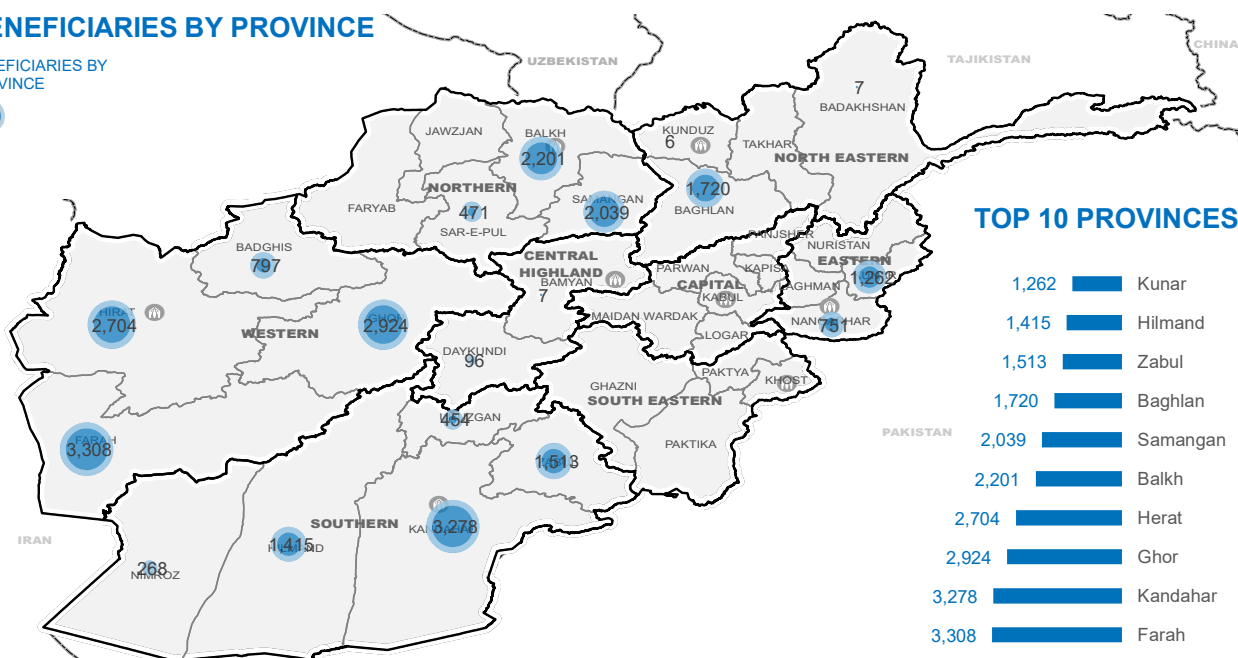 ENEFICIARIES BY PROVINCE
EFICIARIES BY
VINCE
UZBEKISTAN
TAJIKISTAN
CHINA
7
BADAKHSHAN
JAWZJAN
BALKH
2,201
KUNDUZ
6
TAKHAR
NORTH EASTERN
NORTHERN
FARYAB
471
SAR-E-PUL
SAMANGAN
2,039
1,720
BAGHLAN
BADGHIS
797
CENTRAL
HIGHLAND
BAMYAN
7
PANJSHER
PARWAN
KAPISA
CAPITAL
KABUL
NURISTAN
EASTERN
1,262
LAGHMAN
HIRAT
2,704
WESTERN
GHOR
2,924
MAIDAN WARDAK
LOGAR
751
DAYKUNDI
96
GHAZNI
PAKTYA
KHOST
SOUTH EASTERN
PAKTIKA
PAKISTAN
454
FARAH
3,308
1,513
SOUTHERN
3,278
1,415
268
NIMROZ
IRAN
TOP 10 PROVINCES
1,262 Kunar
1,415 Hilmand
1,513 Zabul
1,720 Baghlan
2,039 Samangan
2,201 Balkh
2,704 Herat
2,924 Ghor
3,278 Kandahar
3,308 Farah